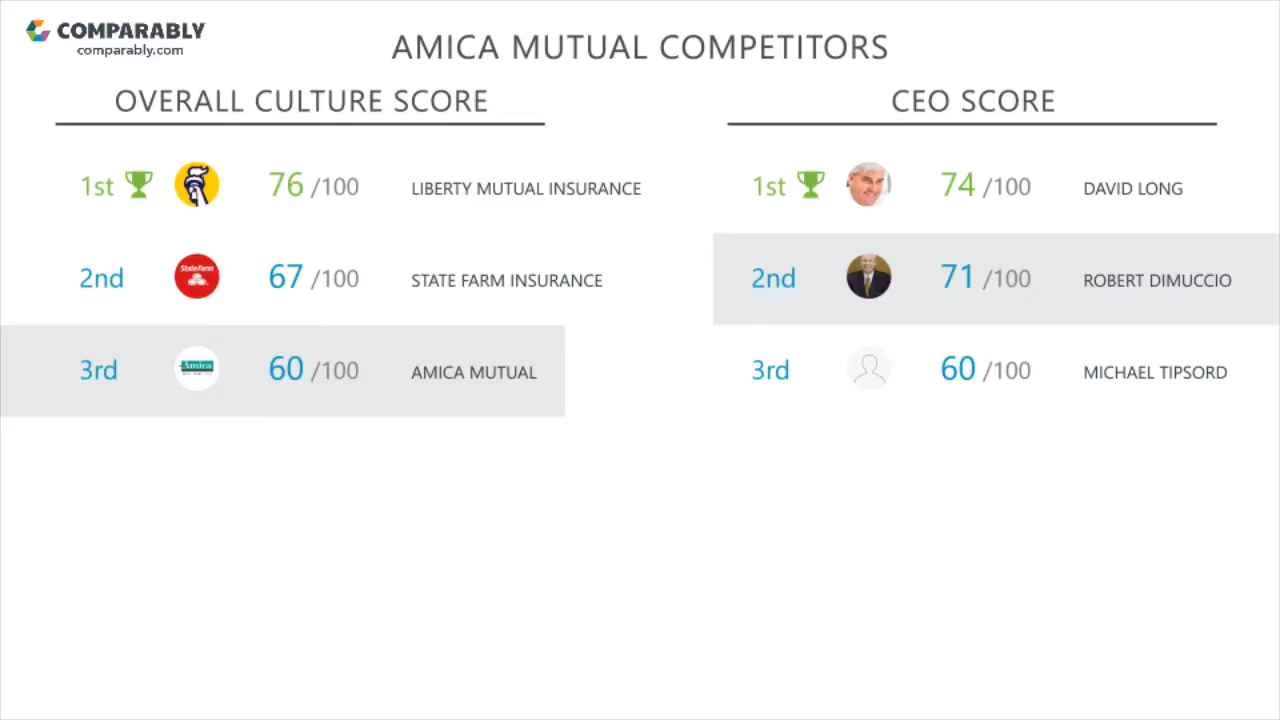 COMPARABLY
comparably.com
AMICA MUTUAL COMPETITORS
OVERALL CULTURE SCORE
1st 76 /100 LIBERTY MUTUAL INSURANCE
2nd StateFarm 67 /100 STATE FARM INSURANCE
3rd Amica 60 /100 AMICA MUTUAL
CEO SCORE
1st 74 /100 DAVID LONG
2nd 71 /100 ROBERT DIMUCCIO
3rd 60 /100 MICHAEL TIPSORD